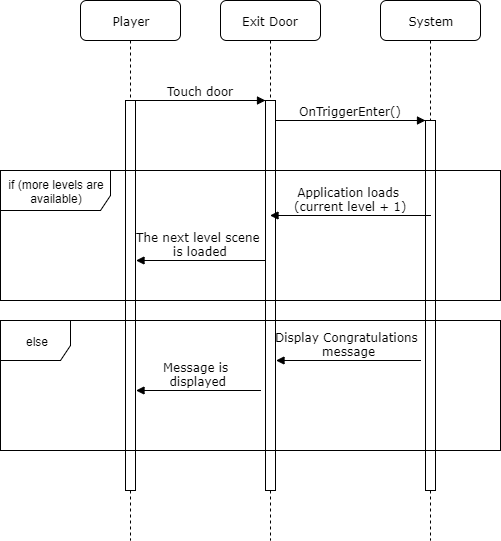 Player
Exit Door
System
Touch door
OnTriggerEnter()
if (more levels are
available)
Application loads
(current level + 1)
The next level scene
is loaded
else
Display Congratulations
message
Message is
displayed